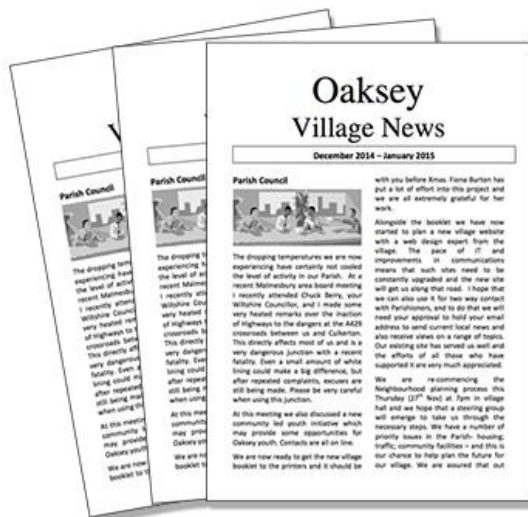 Oaksey
Village News
December 2014 – January 2015
Parish Council
The dropping temperatures we are now
experiencing have certainly not cooled
the level of activity in our Parish. At a
recent Malmesbury area board meeting
I recently attended Chuck Berry, your
Wiltshire Councillor, and I made some
very heated remarks over the inaction
of Highways to the dangers at the A429
crossroads between us and Culkerton.
This directly affects most of us and is a
very dangerous junction with a recent
fatality. Even a small amount of white
lining could make a big difference, but
after repeated complaints, excuses are
still being made. Please be very careful
when using this junction.
At this meeting we also discussed a new
community led youth initiative which
may provide some opportunities for
Oaksey youth. Contacts are all on line.
We are now ready to get the new village
booklet to the printers and it should be
with you before Xmas. Fiona Burton has
put a lot of effort into this project and
we are all extremely grateful for her
work.
Alongside the booklet we have now
started to plan a new village website
with a web design expert from the
village. The pace of IT and
improvements in communications
means that such sites need to be
constantly upgraded and the new site
will get us along that road. I hope that
we can also use it for two way contact
with Parishioners, and to do that we will
need your approval to hold your email
address to send current local news and
also receive views on a range of topics.
Our existing site has served us well and
the efforts of all those who have
supported it are very much appreciated.
We are re-commencing the
Neighbourhood planning process this
Thursday (27th Nov) at 7pm in village
hall and we hope that a steering group
will emerge to take us through the
necessary steps. We have a number of
priority issues in the Parish- housing;
traffic; community facilities – and this is
our chance to help plan the future for
our village. We are assured that out